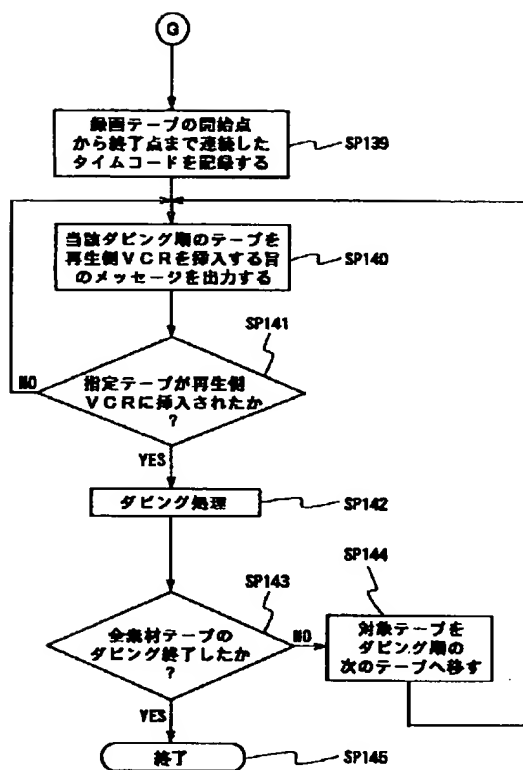 G
録画テープの開始点
から終了点まで連続した
タイムコードを記録する
SP139
当該ダビング順のテープを
再生側VCRを挿入する旨
のメッセージを出力する
SP140
SP141
指定テープが再生側
VCRに挿入されたか
?
NO
YES
ダビング処理
SP142
SP143
全素材テープの
ダビング終了したか
?
NO
YES
SP144
対象テープを
ダビング順の
次のテープへ移す
終了
SP145